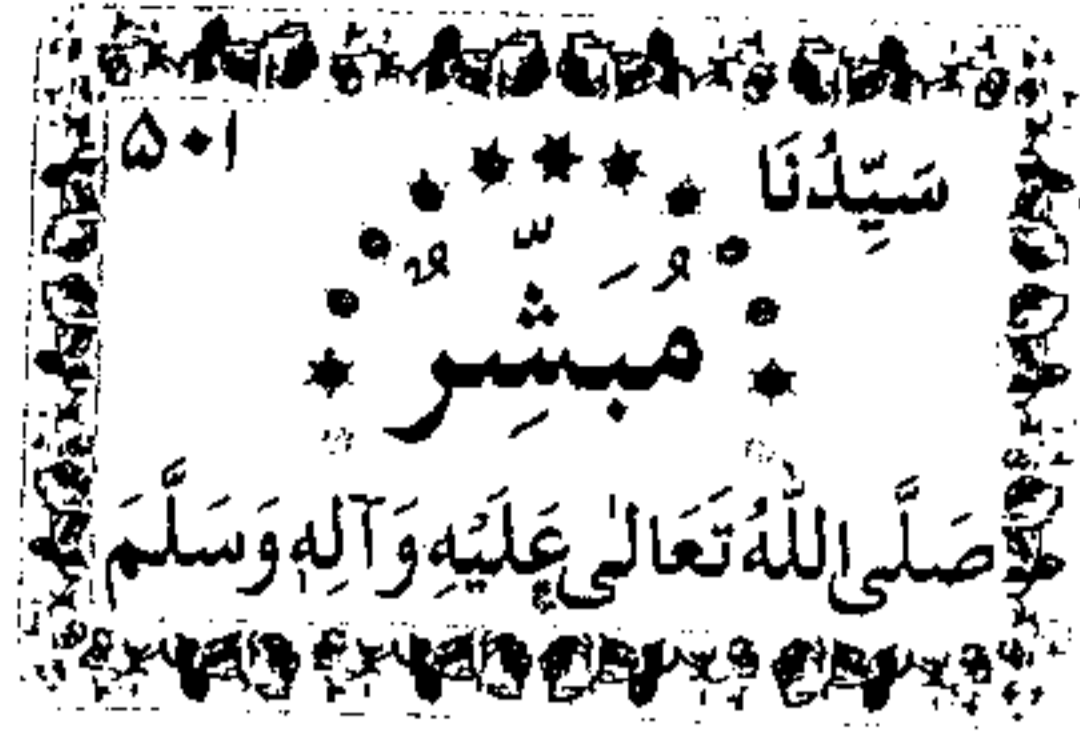 سَيِّدُنَا ۵۰۱
مُبَشِّرٌ
صَلَّى اللّٰهُ تَعَالٰى عَلَيْهِ وَآلِهٖ وَسَلَّمَ